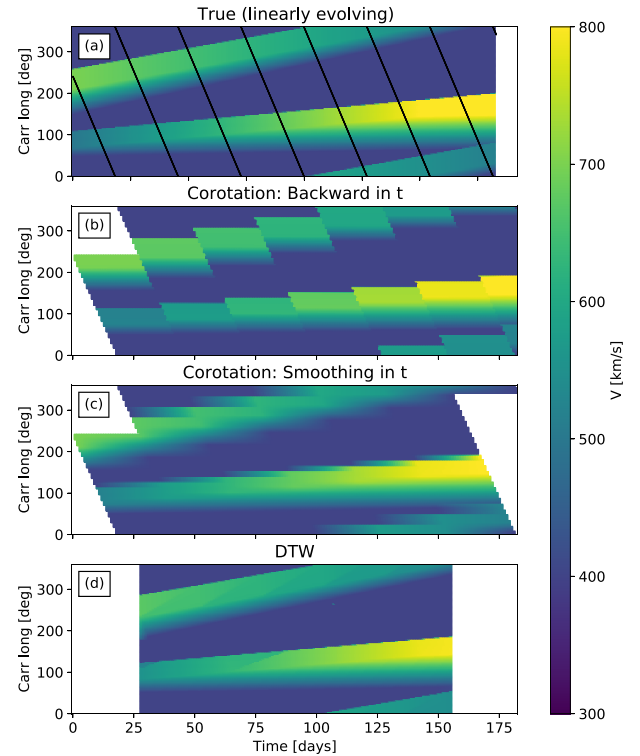 True (linearly evolving)
(a)
Carr long [deg]
300
200
100
0
Corotation: Backward in t
(b)
Carr long [deg]
300
200
100
0
Corotation: Smoothing in t
(c)
Carr long [deg]
300
200
100
0
DTW
(d)
Carr long [deg]
300
200
100
0
0 25 50 75 100 125 150 175
Time [days]
800
700
600
500
400
300
V [km/s]